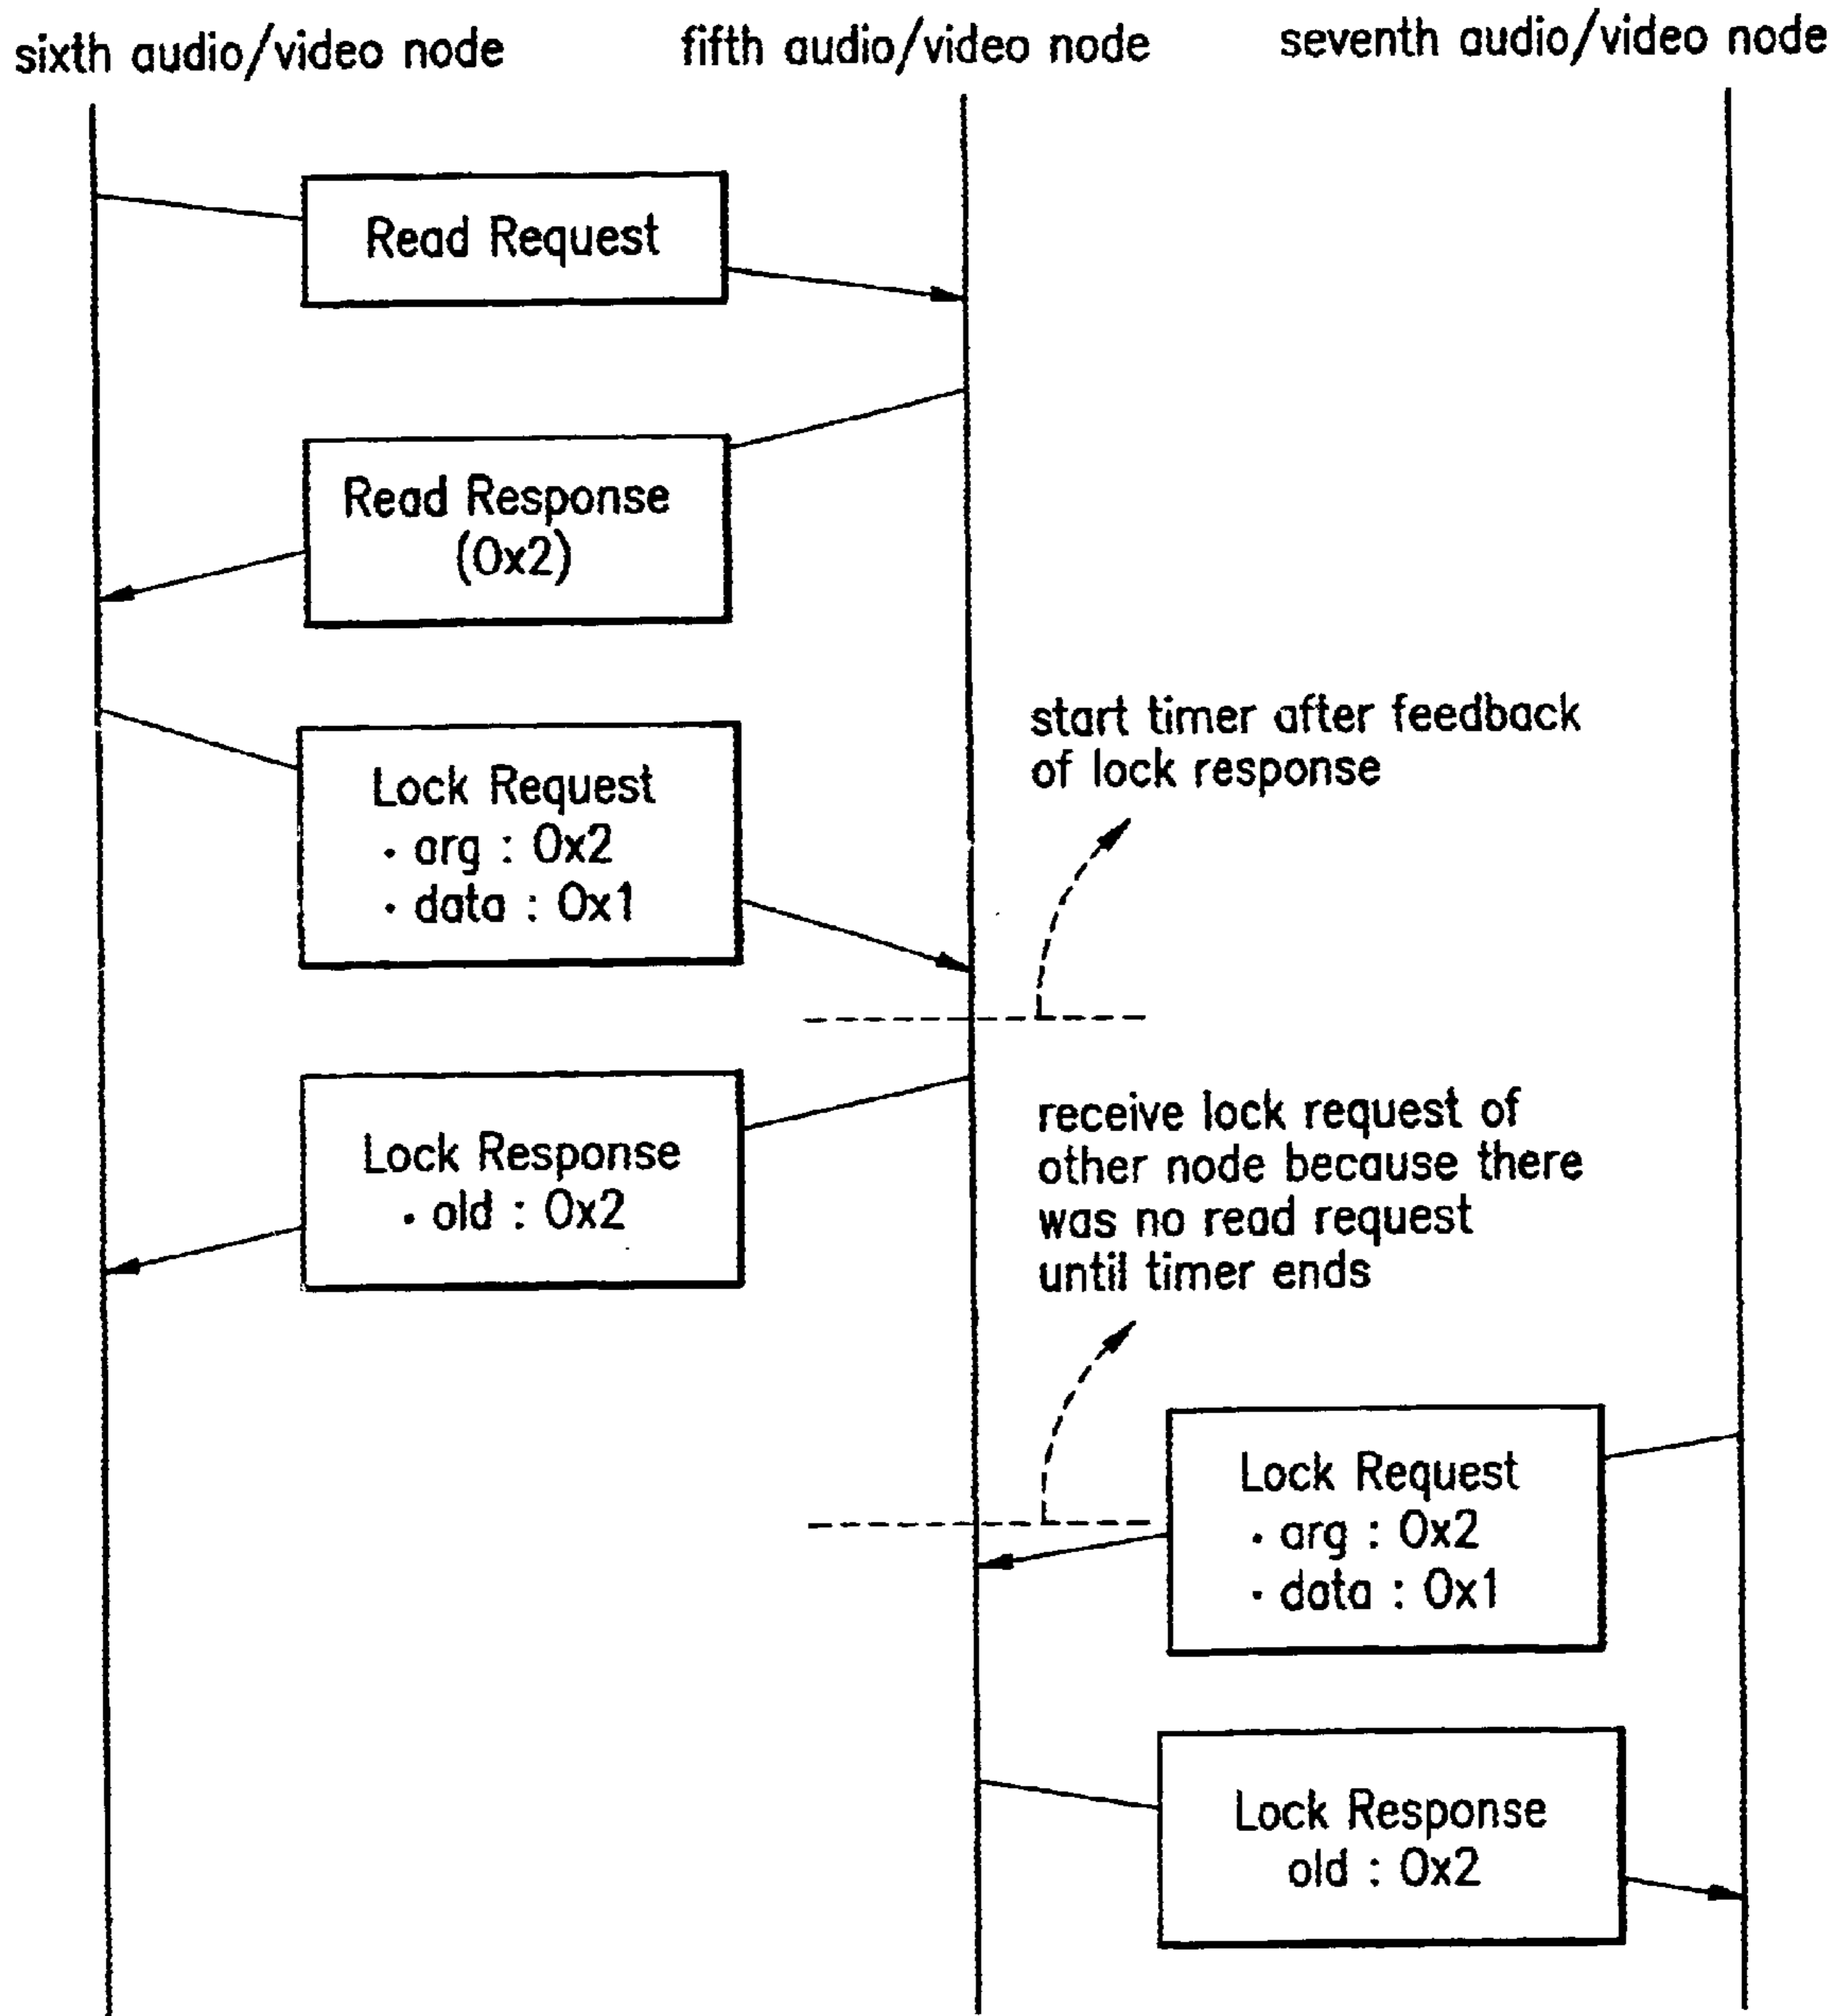 sixth audio/video node
fifth audio/video node
seventh audio/video node
Read Request
Read Response
(0x2)
Lock Request
· arg : 0x2
· data : 0x1
start timer after feedback
of lock response
Lock Response
· old : 0x2
receive lock request of
other node because there
was no read request
until timer ends
Lock Request
· arg : 0x2
· data : 0x1
Lock Response
old : 0x2